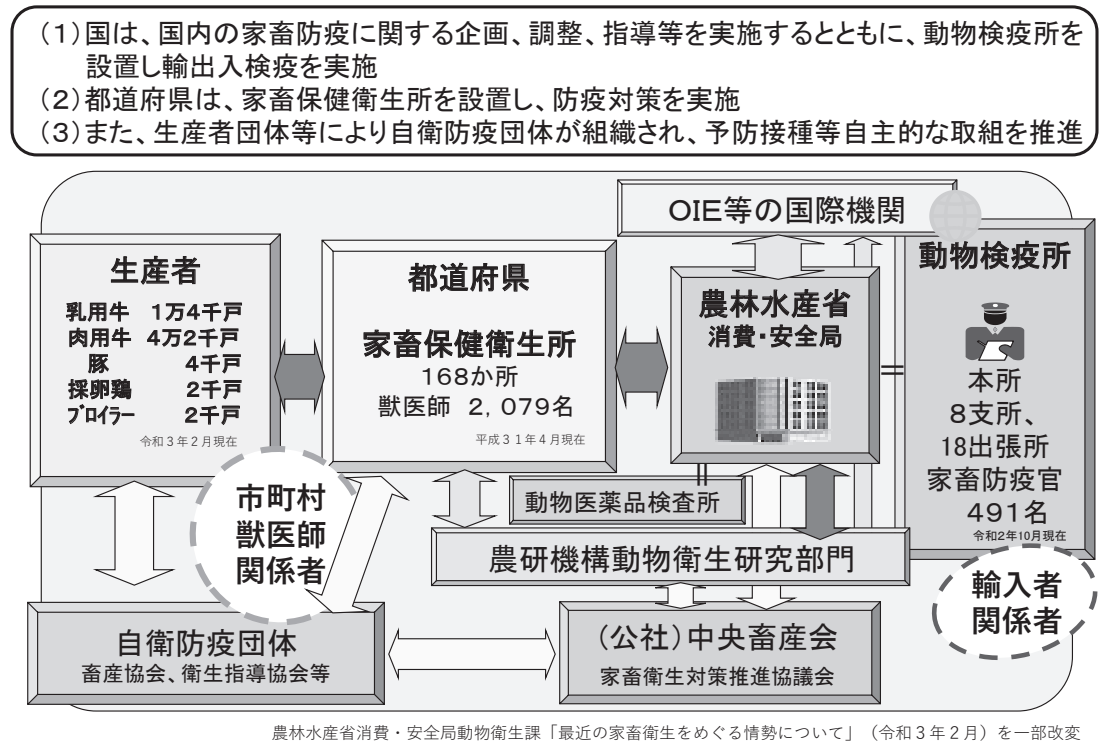 (1)国は、国内の家畜防疫に関する企画、調整、指導等を実施するとともに、動物検疫所を
設置し輸出入検疫を実施
(2)都道府県は、家畜保健衛生所を設置し、防疫対策を実施
(3)また、生産者団体等により自衛防疫団体が組織され、予防接種等自主的な取組を推進
OIE等の国際機関
生産者
乳用牛 1万4千戸
肉用牛 4万2千戸
豚 4千戸
採卵鶏 2千戸
ブロイラー 2千戸
令和3年2月現在
都道府県
家畜保健衛生所
168か所
獣医師 2,079名
平成31年4月現在
農林水産省
消費・安全局
動物検疫所
本所
8支所、
18出張所
家畜防疫官
491名
令和2年10月現在
市町村
獣医師
関係者
動物医薬品検査所
農研機構動物衛生研究部門
輸入者
関係者
自衛防疫団体
畜産協会、衛生指導協会等
(公社)中央畜産会
家畜衛生対策推進協議会
農林水産省消費・安全局動物衛生課「最近の家畜衛生をめぐる情勢について」(令和3年2月)を一部改変